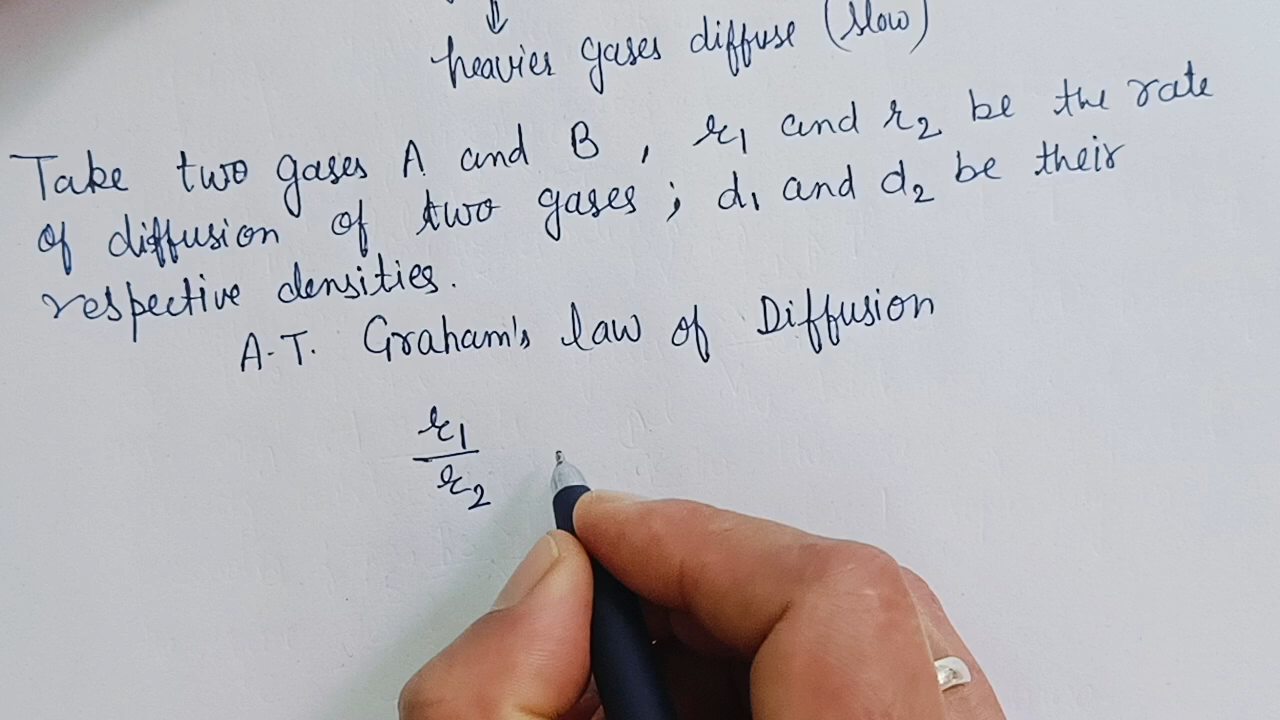 ⇓
heavier gases diffuse (slow)
Take two gases A and B , r1 and r2 be the rate
of diffusion of two gases ; d1 and d2 be their
respective densities.
A.T. Graham's law of Diffusion
r1
r2